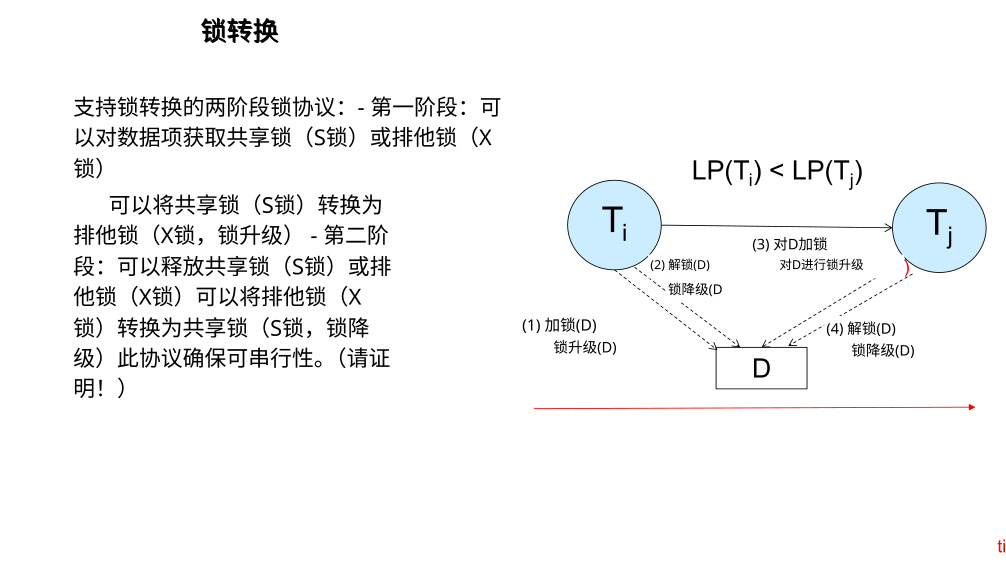 锁转换
支持锁转换的两阶段锁协议：- 第一阶段：可
以对数据项获取共享锁（S锁）或排他锁（X
锁）
可以将共享锁（S锁）转换为
排他锁（X锁，锁升级） - 第二阶
段：可以释放共享锁（S锁）或排
他锁（X锁）可以将排他锁（X
锁）转换为共享锁（S锁，锁降
级）此协议确保可串行性。（请证
明！）
LP(Ti) < LP(Tj)
Ti
Tj
(3) 对D加锁
对D进行锁升级
(2) 解锁(D)
锁降级(D
(1) 加锁(D)
锁升级(D)
(4) 解锁(D)
锁降级(D)
D
ti